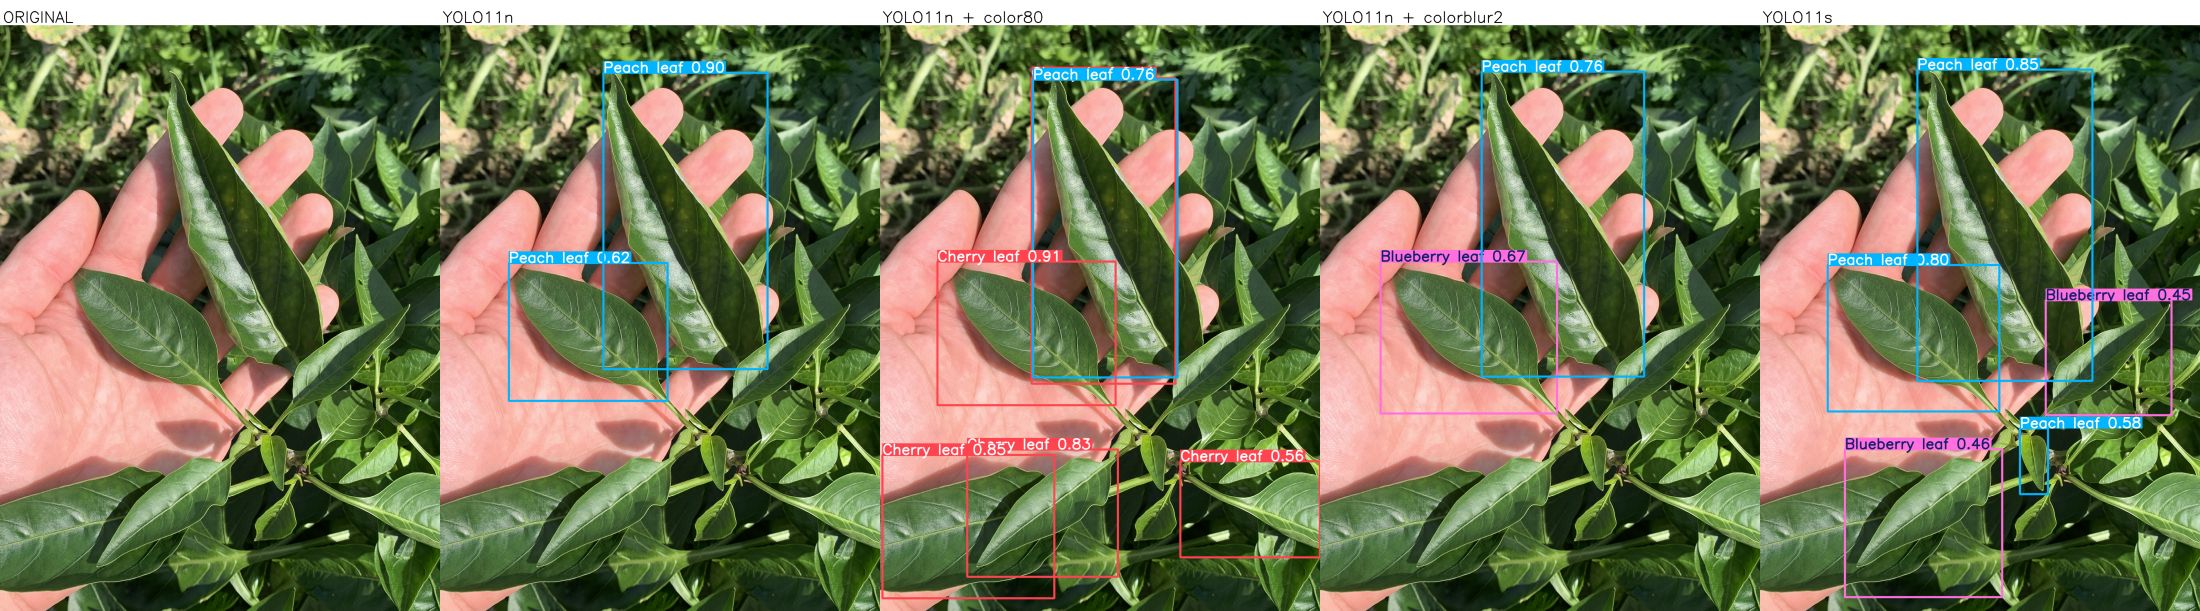 ORIGINAL
YOLO11n
Peach leaf 0.90
Peach leaf 0.62
YOLO11n + color80
Peach leaf 0.76
Cherry leaf 0.91
Cherry leaf 0.85
Cherry leaf 0.83
Cherry leaf 0.56
YOLO11n + colorblur2
Peach leaf 0.76
Blueberry leaf 0.67
YOLO11s
Peach leaf 0.85
Peach leaf 0.80
Blueberry leaf 0.45
Peach leaf 0.58
Blueberry leaf 0.46